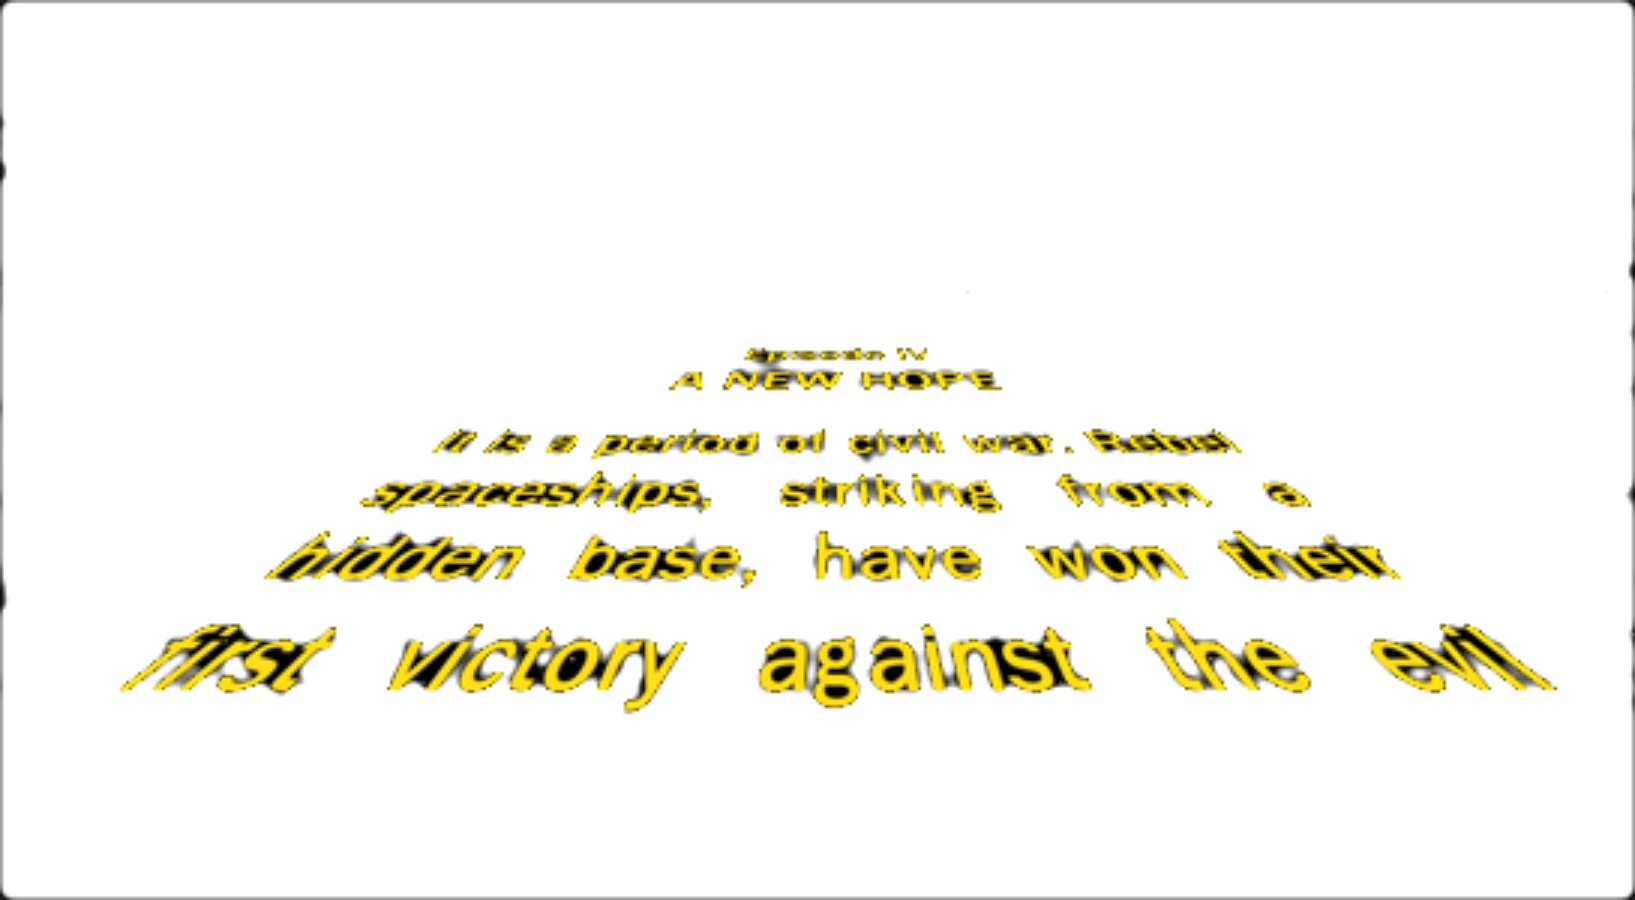 Episode IV
A NEW HOPE
It is a period of civil war. Rebel
spaceships, striking from a
hidden base, have won their
first victory against the evil